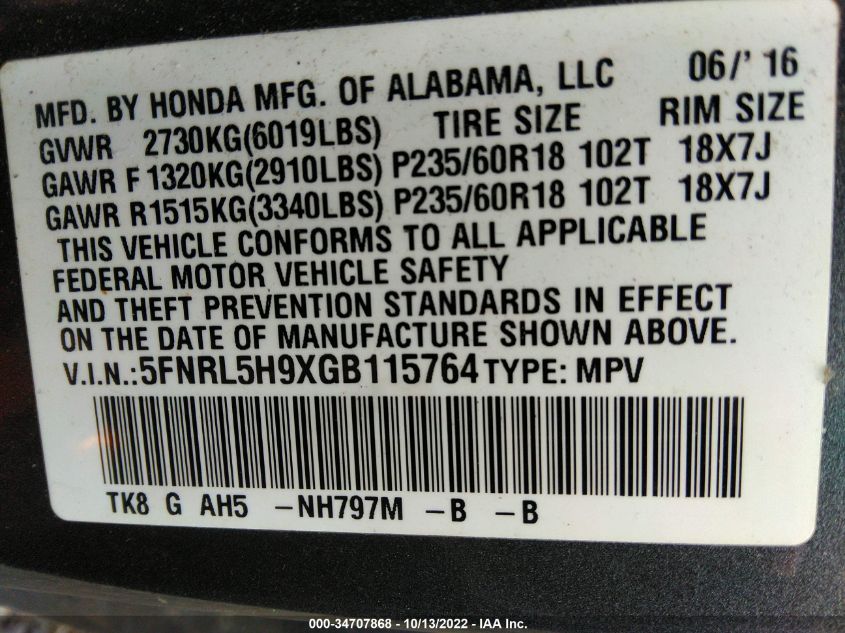 MFD. BY HONDA MFG. OF ALABAMA, LLC 06/' 16
GVWR 2730KG(6019LBS) TIRE SIZE RIM SIZE
GAWR F 1320KG(2910LBS) P235/60R18 102T 18X7J
GAWR R1515KG(3340LBS) P235/60R18 102T 18X7J
THIS VEHICLE CONFORMS TO ALL APPLICABLE
FEDERAL MOTOR VEHICLE SAFETY
AND THEFT PREVENTION STANDARDS IN EFFECT
ON THE DATE OF MANUFACTURE SHOWN ABOVE.
V.I.N.:5FNRL5H9XGB115764 TYPE: MPV
TK8 G AH5 -NH797M -B -B
000-34707868 - 10/13/2022 - IAA Inc.